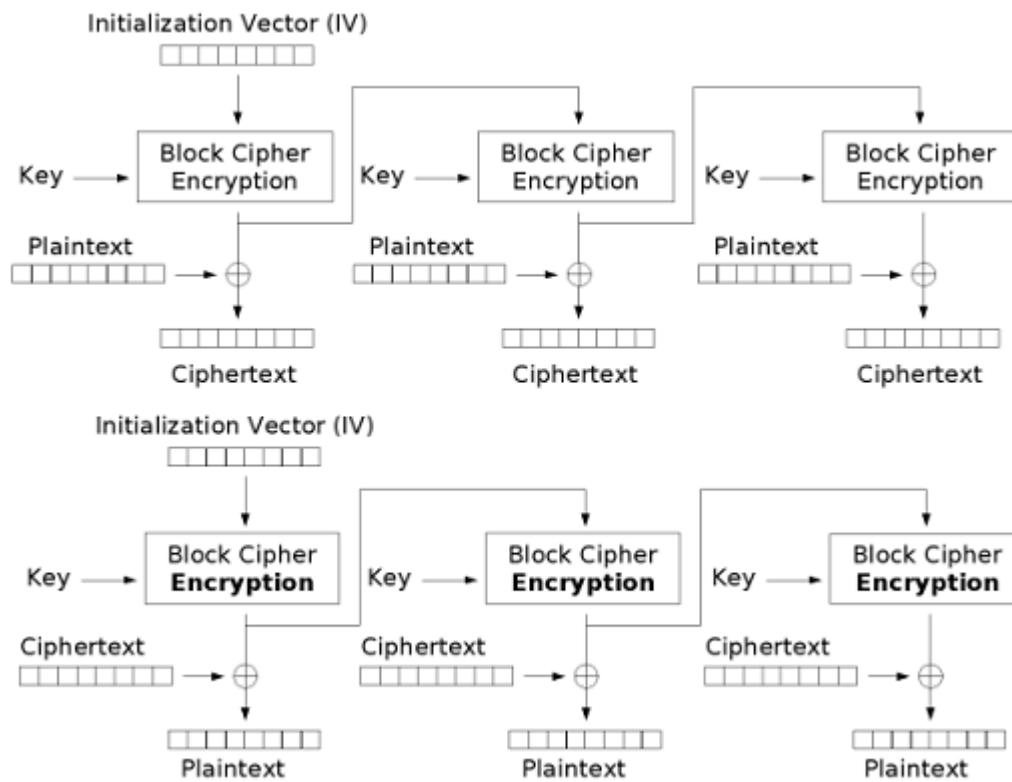 Initialization Vector (IV)
Key
Block Cipher
Encryption
Key
Block Cipher
Encryption
Key
Block Cipher
Encryption
Plaintext
Plaintext
Plaintext
Ciphertext
Ciphertext
Ciphertext
Initialization Vector (IV)
Key
Block Cipher
Encryption
Key
Block Cipher
Encryption
Key
Block Cipher
Encryption
Ciphertext
Ciphertext
Ciphertext
Plaintext
Plaintext
Plaintext